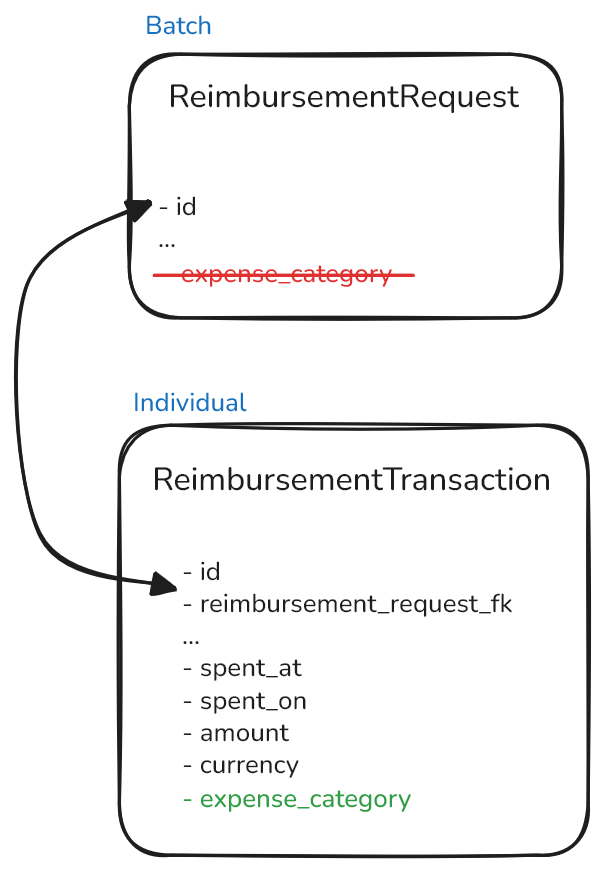 Batch
ReimbursementRequest
- id
...
expense_category
Individual
ReimbursementTransaction
- id
- reimbursement_request_fk
...
- spent_at
- spent_on
- amount
- currency
- expense_category